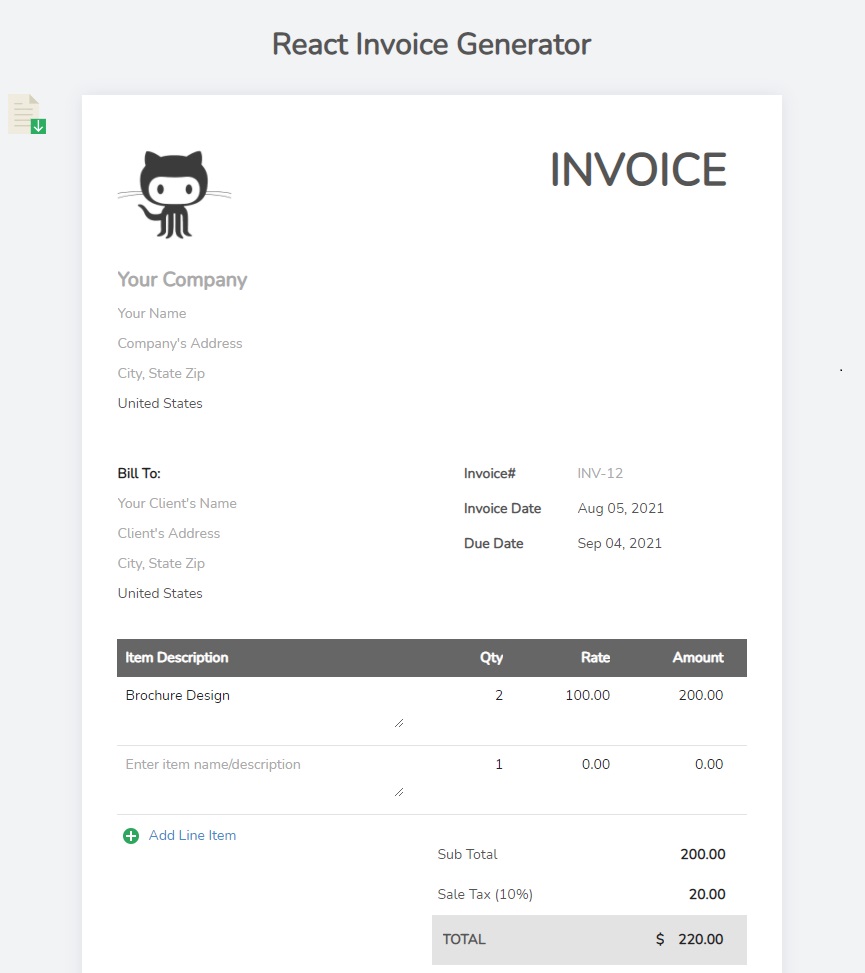 React Invoice Generator
INVOICE
Your Company
Your Name
Company's Address
City, State Zip
United States
Bill To:
Your Client's Name
Client's Address
City, State Zip
United States
Invoice# INV-12
Invoice Date Aug 05, 2021
Due Date Sep 04, 2021
Item Description Qty Rate Amount
Brochure Design 2 100.00 200.00
Enter item name/description 1 0.00 0.00
Add Line Item
Sub Total 200.00
Sale Tax (10%) 20.00
TOTAL $ 220.00